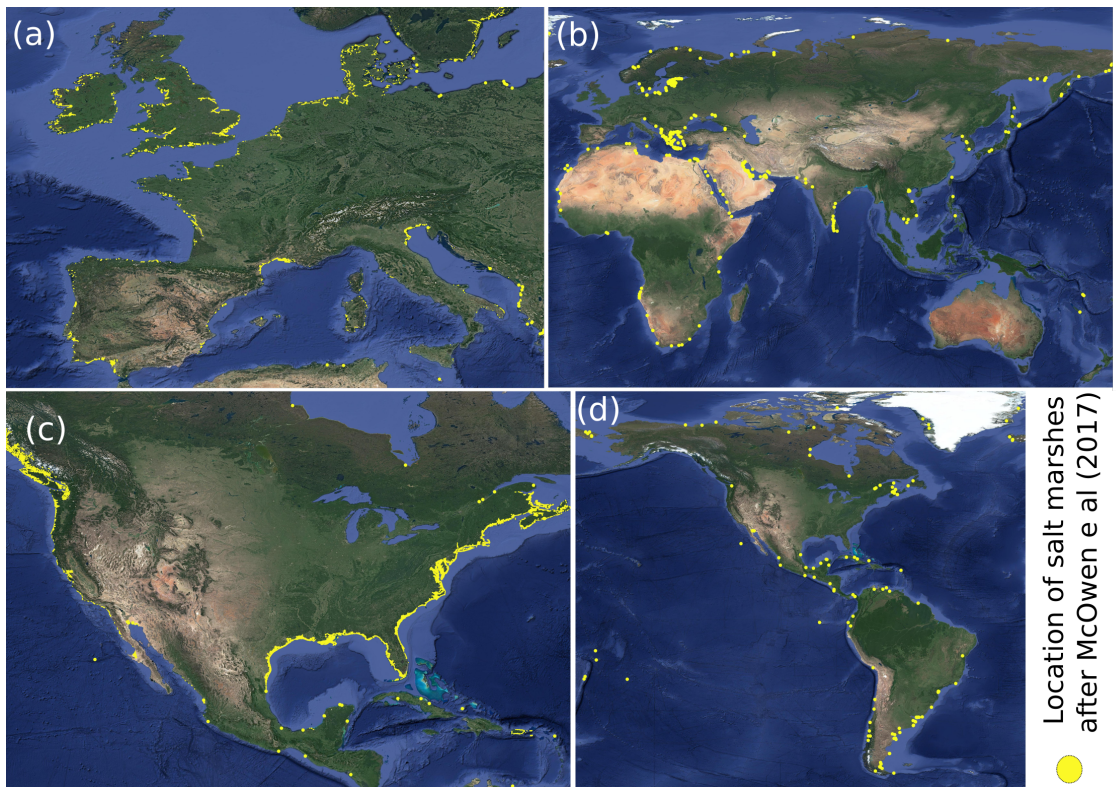 (a)
(b)
(c)
(d)
Location of salt marshes
after McOwen e al (2017)